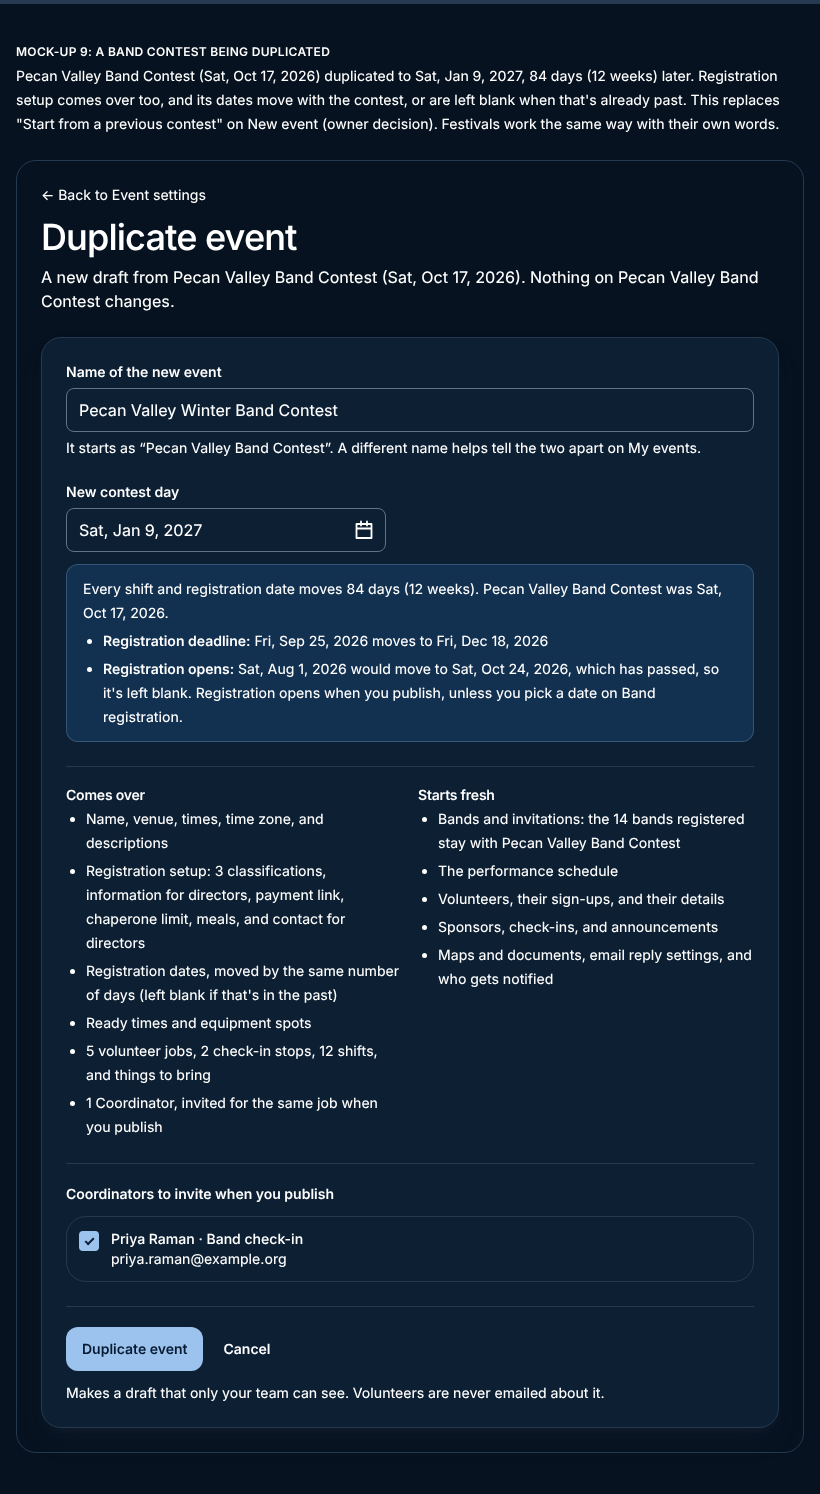 MOCK-UP 9: A BAND CONTEST BEING DUPLICATED
Pecan Valley Band Contest (Sat, Oct 17, 2026) duplicated to Sat, Jan 9, 2027, 84 days (12 weeks) later. Registration
setup comes over too, and its dates move with the contest, or are left blank when that's already past. This replaces
"Start from a previous contest" on New event (owner decision). Festivals work the same way with their own words.
← Back to Event settings
Duplicate event
A new draft from Pecan Valley Band Contest (Sat, Oct 17, 2026). Nothing on Pecan Valley Band
Contest changes.
Name of the new event
Pecan Valley Winter Band Contest
It starts as “Pecan Valley Band Contest”. A different name helps tell the two apart on My events.
New contest day
Sat, Jan 9, 2027
Every shift and registration date moves 84 days (12 weeks). Pecan Valley Band Contest was Sat,
Oct 17, 2026.
• Registration deadline: Fri, Sep 25, 2026 moves to Fri, Dec 18, 2026
• Registration opens: Sat, Aug 1, 2026 would move to Sat, Oct 24, 2026, which has passed, so
it's left blank. Registration opens when you publish, unless you pick a date on Band
registration.
Comes over
• Name, venue, times, time zone, and
descriptions
• Registration setup: 3 classifications,
information for directors, payment link,
chaperone limit, meals, and contact for
directors
• Registration dates, moved by the same number
of days (left blank if that's in the past)
• Ready times and equipment spots
• 5 volunteer jobs, 2 check-in stops, 12 shifts,
and things to bring
• 1 Coordinator, invited for the same job when
you publish
Starts fresh
• Bands and invitations: the 14 bands registered
stay with Pecan Valley Band Contest
• The performance schedule
• Volunteers, their sign-ups, and their details
• Sponsors, check-ins, and announcements
• Maps and documents, email reply settings, and
who gets notified
Coordinators to invite when you publish
Priya Raman · Band check-in
priya.raman@example.org
Duplicate event
Cancel
Makes a draft that only your team can see. Volunteers are never emailed about it.